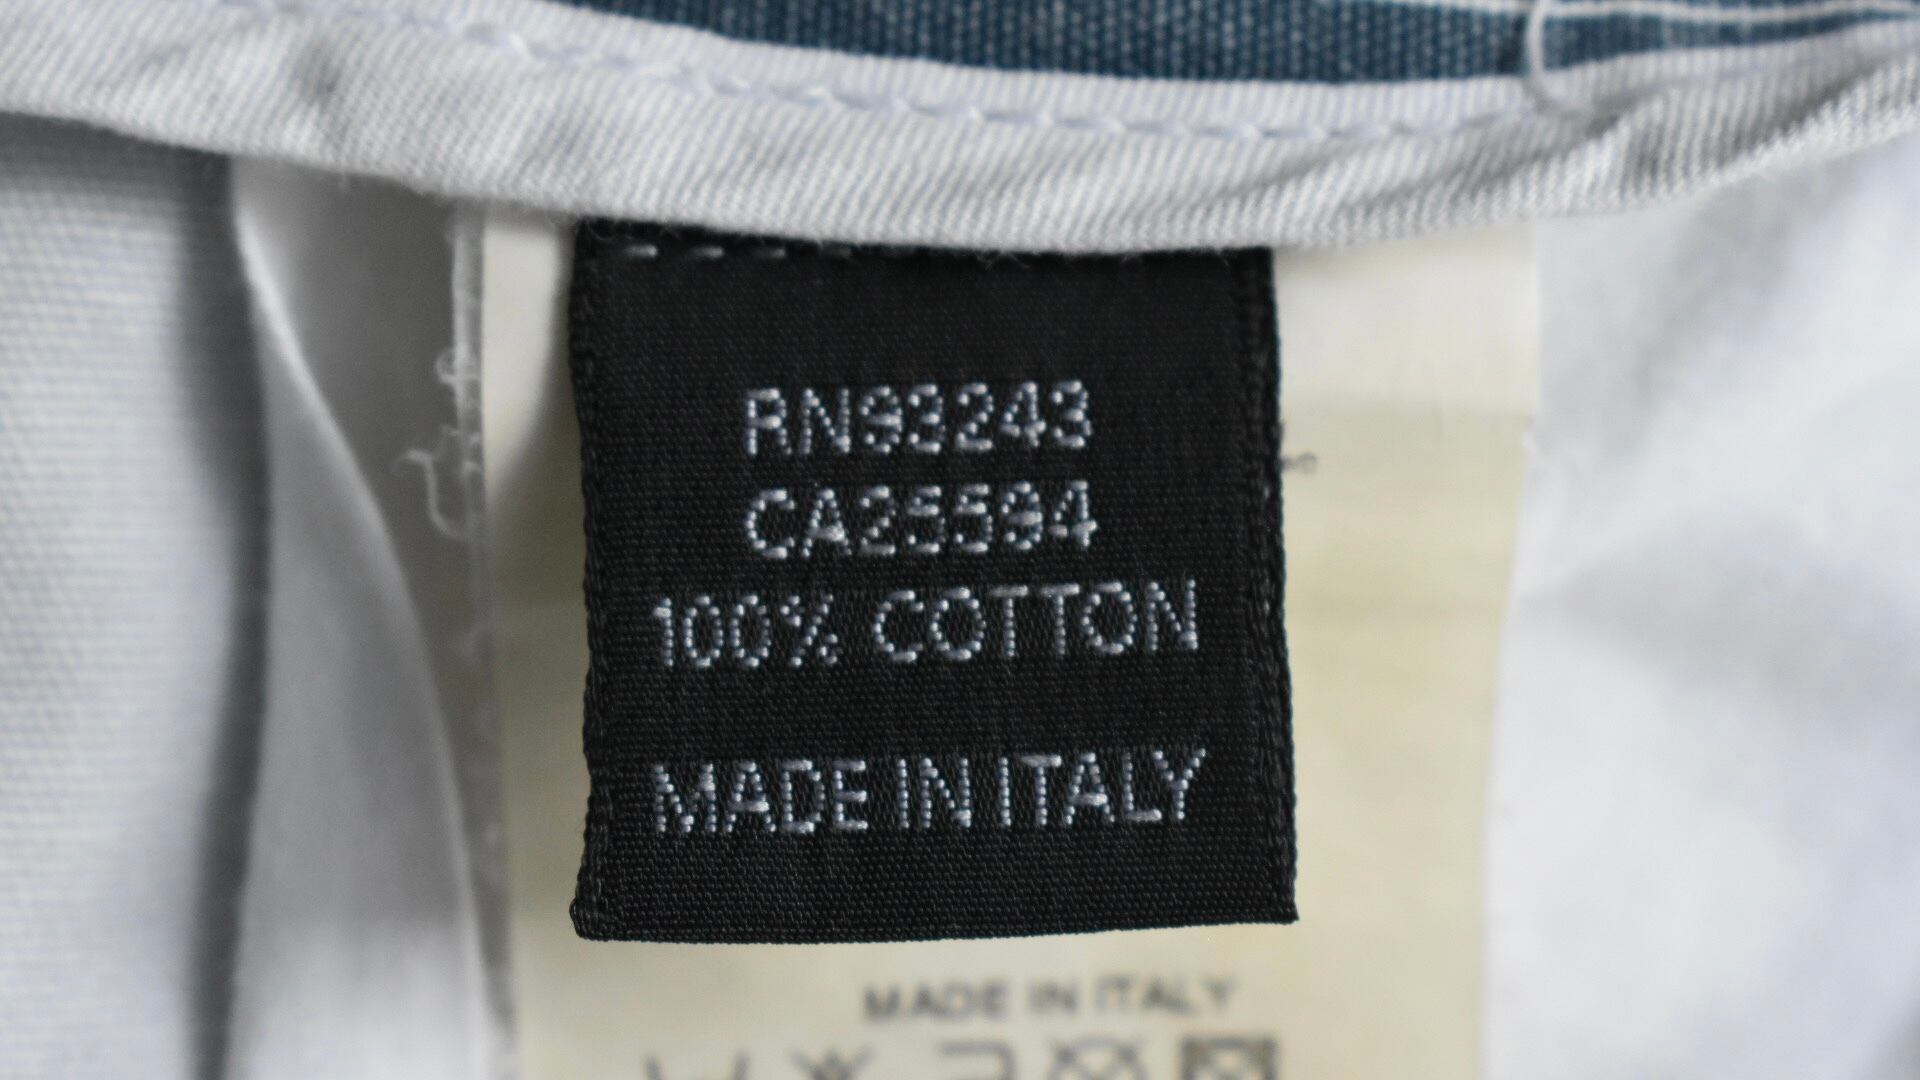 RN93243
CA25594
100% COTTON
MADE IN ITALY
MADE IN ITALY